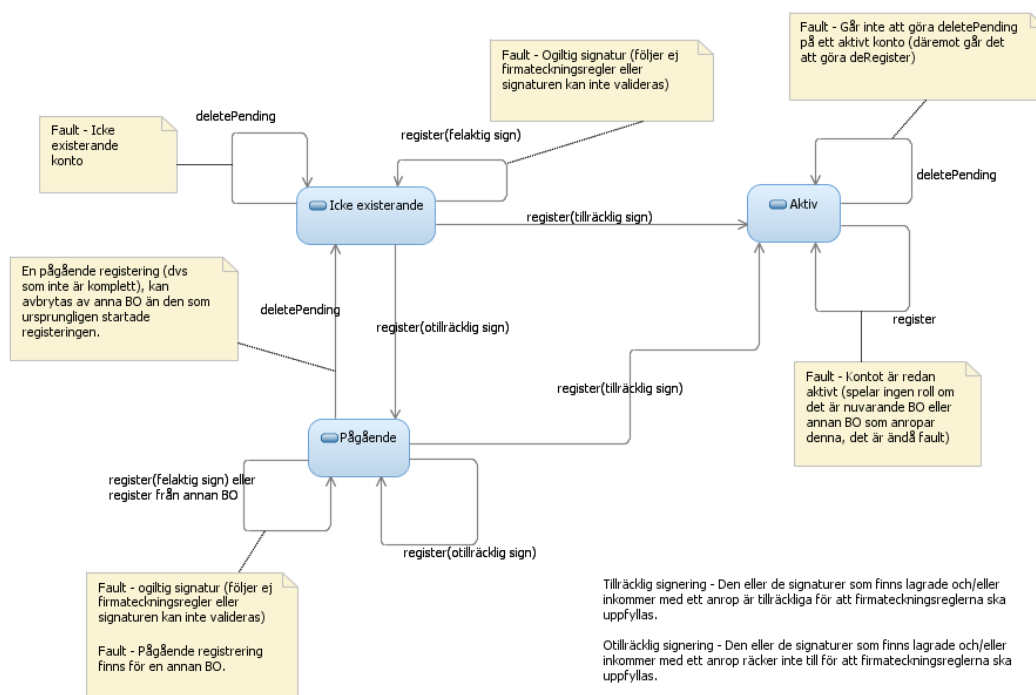 Fault - Går inte att göra deletePending
på ett aktivt konto (däremot går det
att göra deRegister)
Fault - Ogiltig signatur (följer ej
firmateckningsregler eller
signaturen kan inte valideras)
Fault - Icke
existerande
konto
deletePending
register(felaktig sign)
deletePending
Icke existerande
Aktiv
register(tillräcklig sign)
En pågående registering (dvs
som inte är komplett), kan
avbrytas av anna BO än den som
ursprungligen startade
registeringen.
deletePending
register(otillräcklig sign)
register
register(tillräcklig sign)
Fault - Kontot är redan
aktivt (spelar ingen roll om
det är nuvarande BO eller
annan BO som anropar
denna, det är ändå fault)
Pågående
register(felaktig sign) eller
register från annan BO
register(otillräcklig sign)
Fault - ogiltig signatur (följer ej
firmateckningsregler eller
signaturen kan inte valideras)
Fault - Pågående registrering
finns för en annan BO.
Tillräcklig signering - Den eller de signaturer som finns lagrade och/eller
inkommer med ett anrop är tillräckliga för att firmateckningsreglerna ska
uppfyllas.
Otillräcklig signering - Den eller de signaturer som finns lagrade och/eller
inkommer med ett anrop räcker inte till för att firmateckningsreglerna ska
uppfyllas.